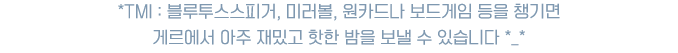 *TMI : 블루투스스피거, 미러볼, 원카드나 보드게임 등을 챙기면
게르에서 아주 재밌고 핫한 밤을 보낼 수 있습니다 *_*